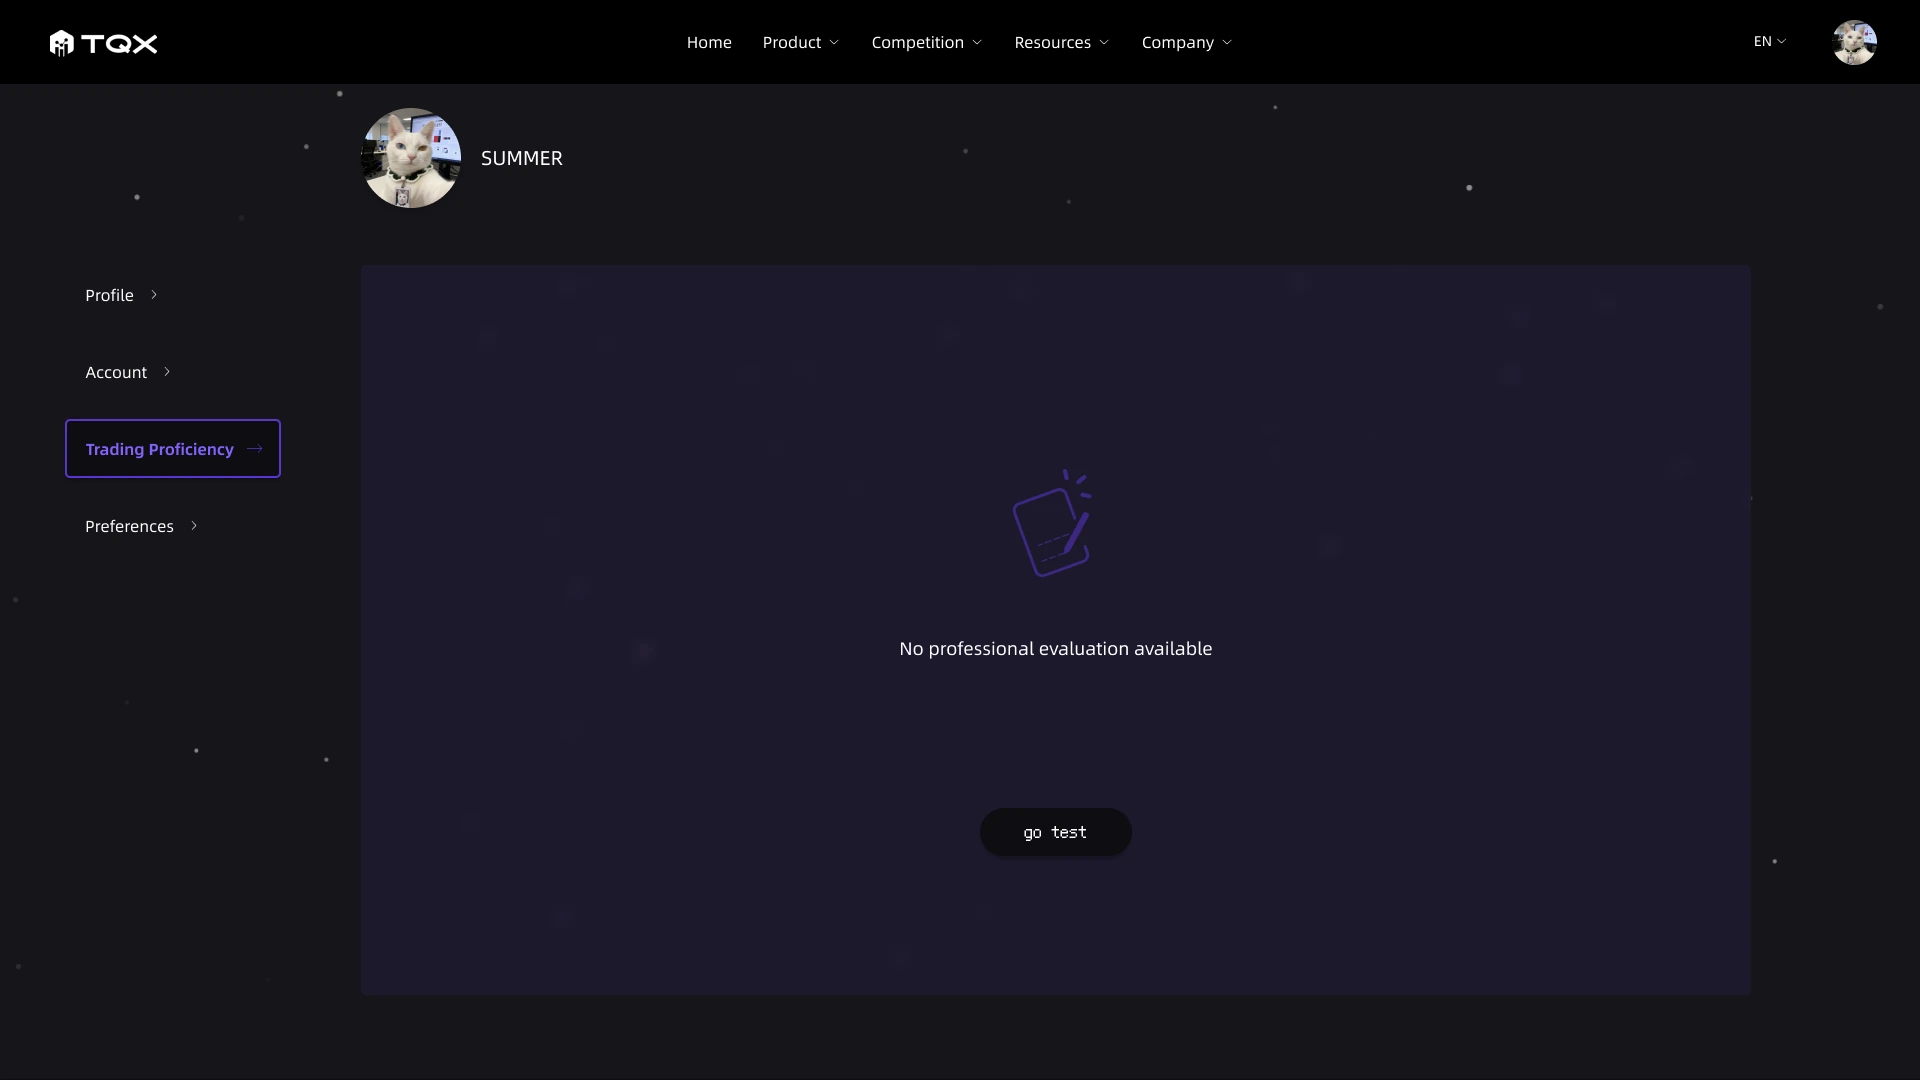 TQX
Home
Product
Competition
Resources
Company
EN
SUMMER
Profile
Account
Trading Proficiency
Preferences
No professional evaluation available
go test